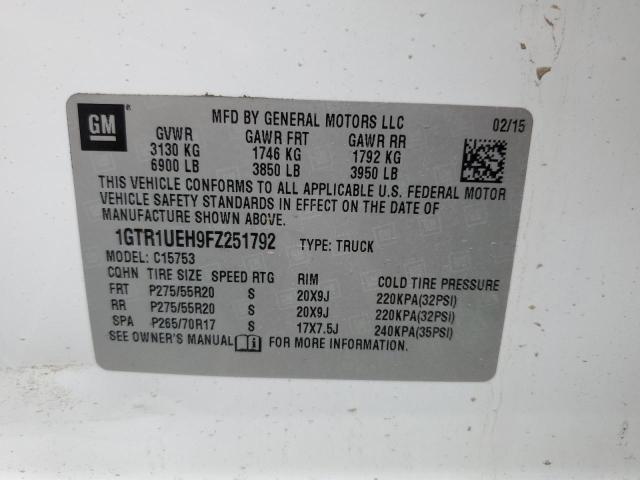 GM
MFD BY GENERAL MOTORS LLC 02/15
GVWR GAWR FRT GAWR RR
3130 KG 1746 KG 1792 KG
6900 LB 3850 LB 3950 LB
THIS VEHICLE CONFORMS TO ALL APPLICABLE U.S. FEDERAL MOTOR
VEHICLE SAFETY STANDARDS IN EFFECT ON THE DATE OF
MANUFACTURE SHOWN ABOVE.
1GTR1UEH9FZ251792 TYPE: TRUCK
MODEL: C15753
CQHN TIRE SIZE SPEED RTG RIM COLD TIRE PRESSURE
FRT P275/55R20 S 20X9J 220KPA(32PSI)
RR P275/55R20 S 20X9J 220KPA(32PSI)
SPA P265/70R17 S 17X7.5J 240KPA(35PSI)
SEE OWNER'S MANUAL FOR MORE INFORMATION.